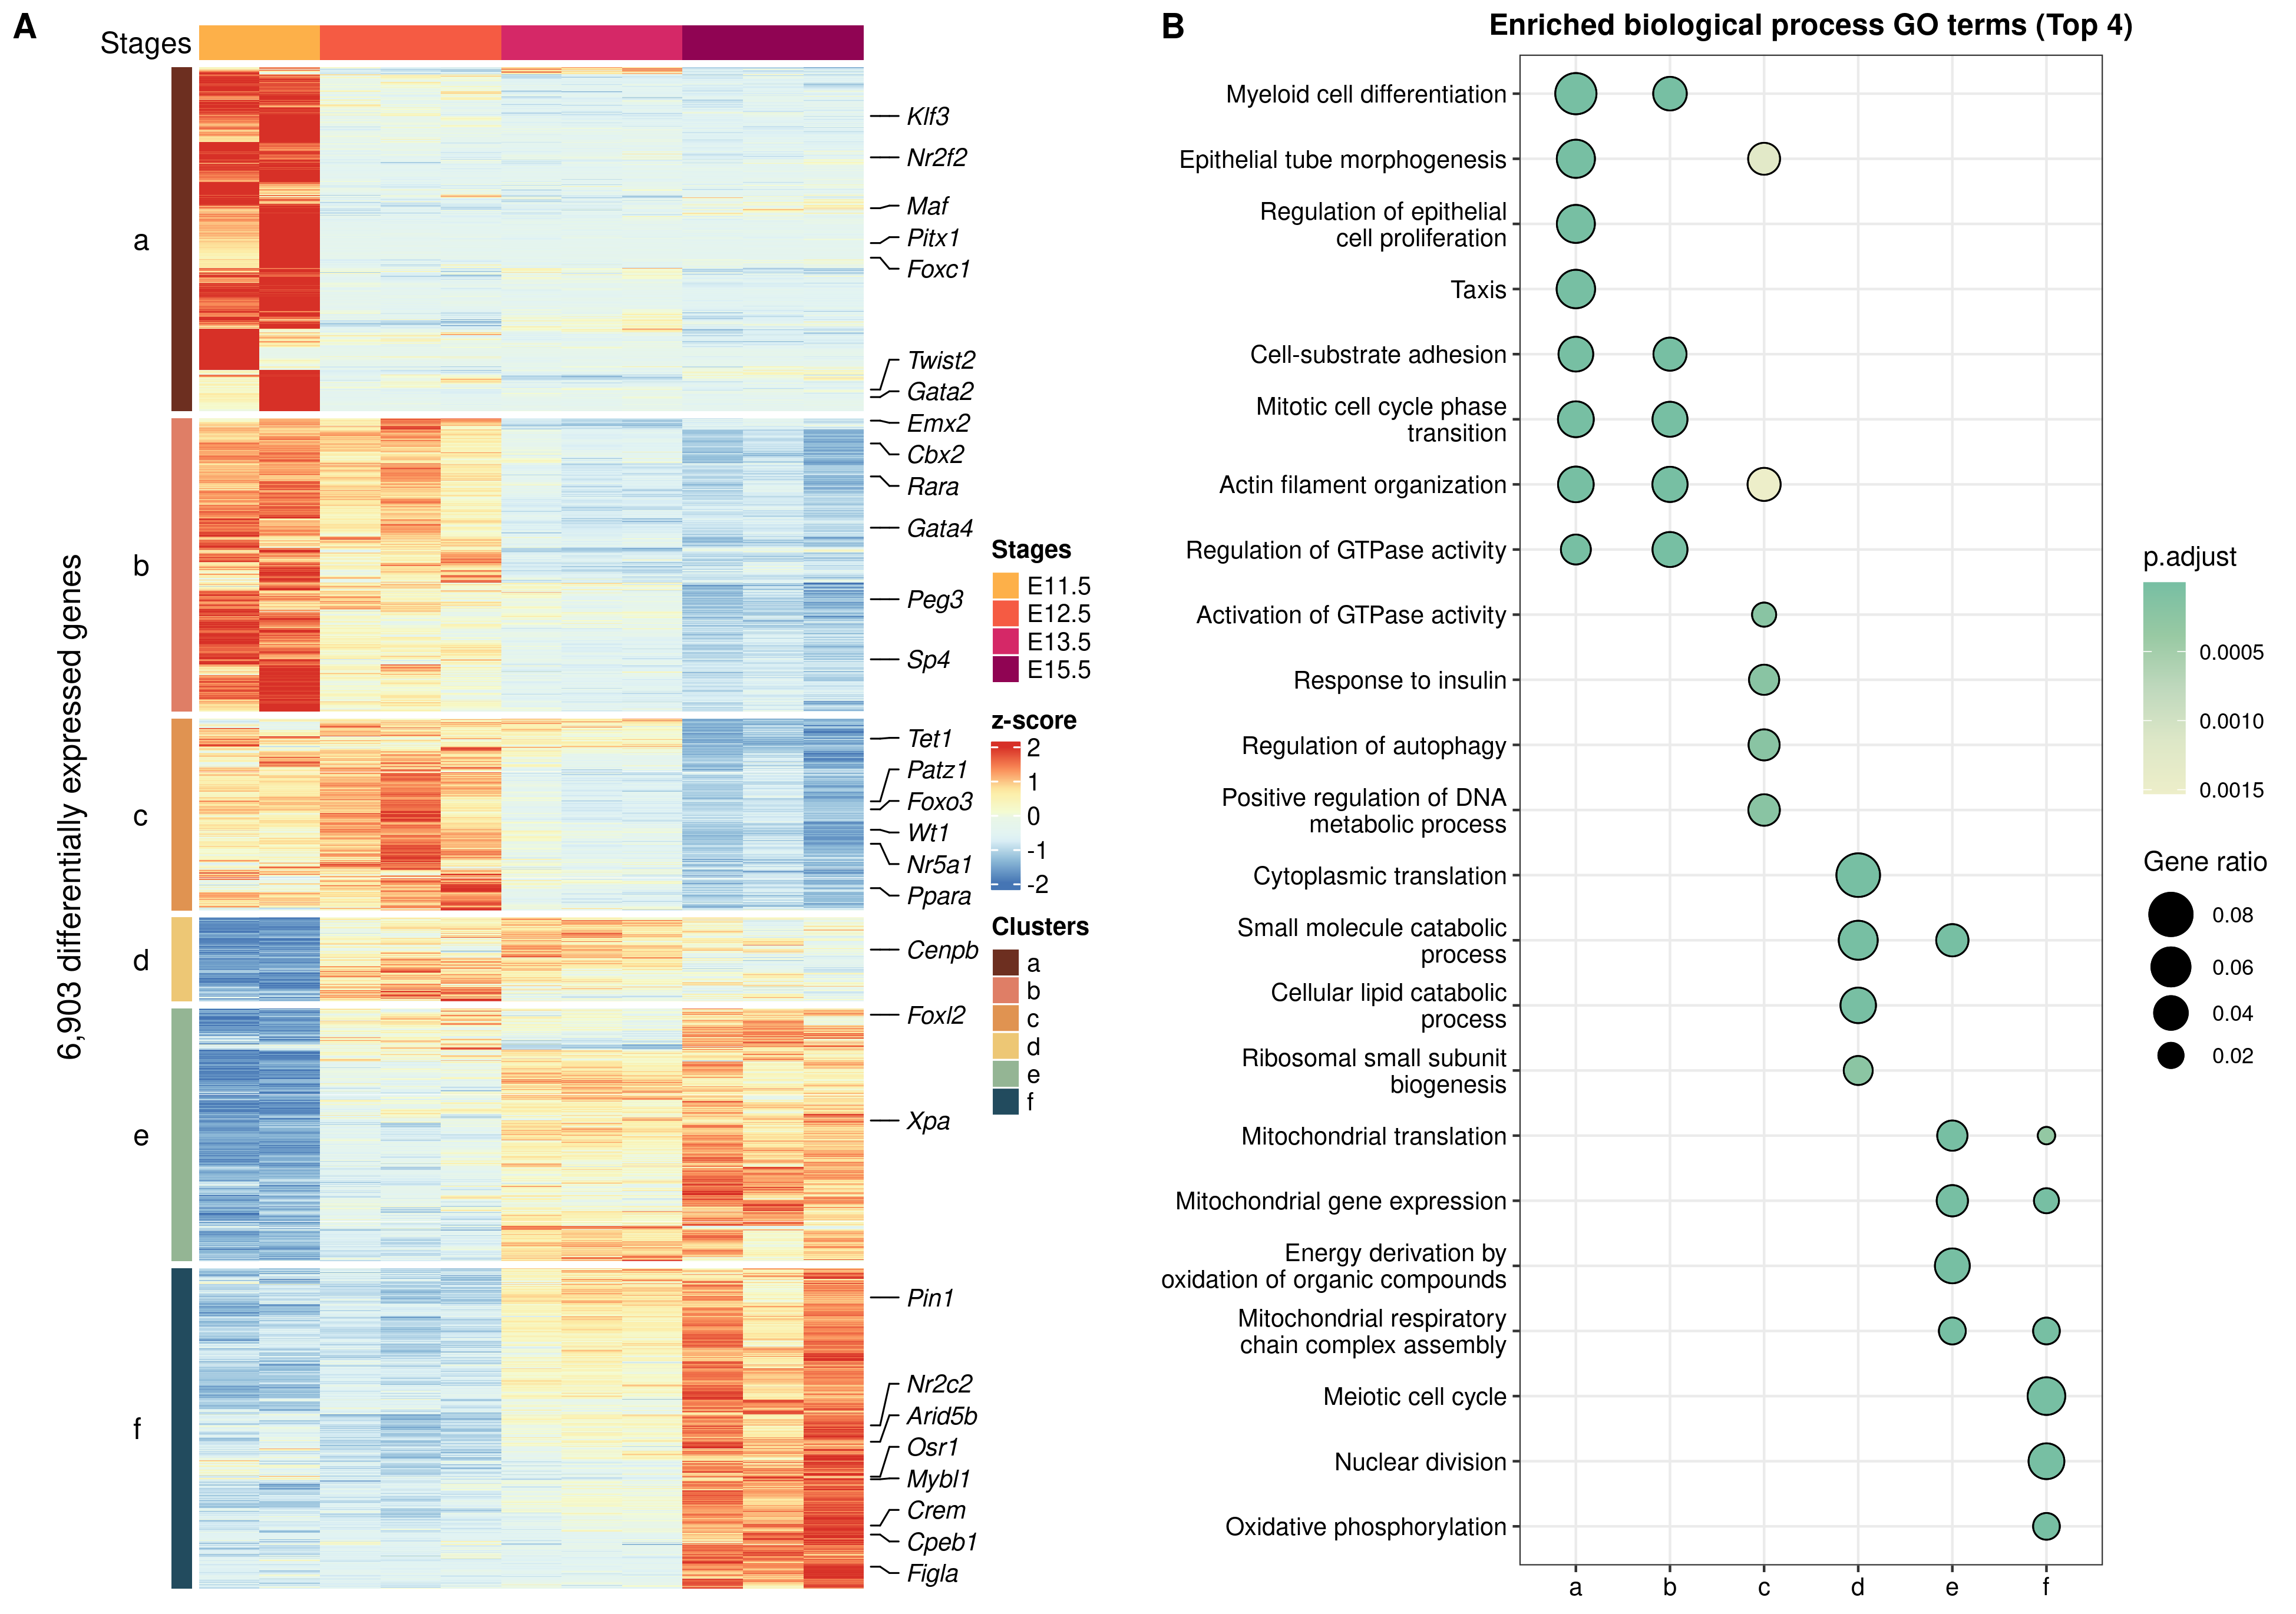 A
Stages
6,903 differentially expressed genes
a
b
c
d
e
f
Klf3
Nr2f2
Maf
Pitx1
Foxc1
Twist2
Gata2
Emx2
Cbx2
Rara
Gata4
Peg3
Sp4
Tet1
Patz1
Foxo3
Wt1
Nr5a1
Ppara
Cenpb
Foxl2
Xpa
Pin1
Nr2c2
Arid5b
Osr1
Mybl1
Crem
Cpeb1
Figla
Stages
E11.5
E12.5
E13.5
E15.5
z-score
2
1
0
-1
-2
Clusters
a
b
c
d
e
f
B
Enriched biological process GO terms (Top 4)
Myeloid cell differentiation
Epithelial tube morphogenesis
Regulation of epithelial
cell proliferation
Taxis
Cell-substrate adhesion
Mitotic cell cycle phase
transition
Actin filament organization
Regulation of GTPase activity
Activation of GTPase activity
Response to insulin
Regulation of autophagy
Positive regulation of DNA
metabolic process
Cytoplasmic translation
Small molecule catabolic
process
Cellular lipid catabolic
process
Ribosomal small subunit
biogenesis
Mitochondrial translation
Mitochondrial gene expression
Energy derivation by
oxidation of organic compounds
Mitochondrial respiratory
chain complex assembly
Meiotic cell cycle
Nuclear division
Oxidative phosphorylation
a b c d e f
p.adjust
0.0005
0.0010
0.0015
Gene ratio
0.08
0.06
0.04
0.02